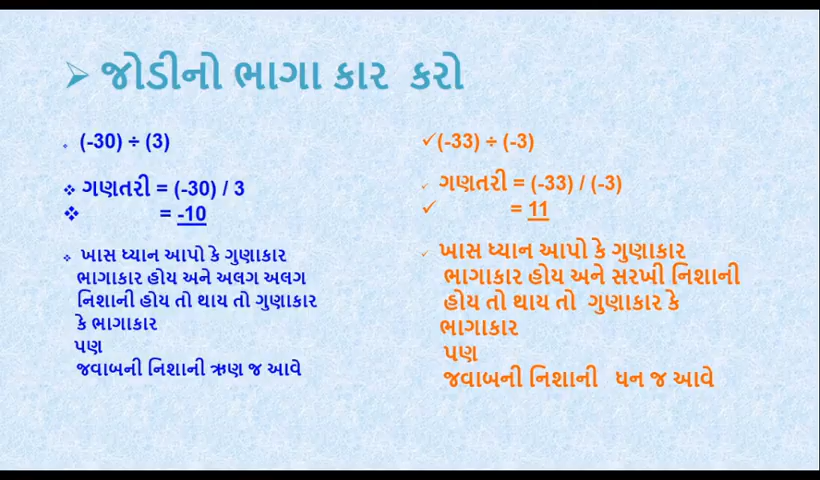 જોડીનો ભાગા કાર કરો
(-30) ÷ (3)
ગણતરી = (-30) / 3
= -10
ખાસ ધ્યાન આપો કે ગુણાકાર
ભાગાકાર હોય અને અલગ અલગ
નિશાની હોય તો થાય તો ગુણાકાર
કે ભાગાકાર
પણ
જવાબની નિશાની ઋણ જ આવે
(-33) ÷ (-3)
ગણતરી = (-33) / (-3)
= 11
ખાસ ધ્યાન આપો કે ગુણાકાર
ભાગાકાર હોય અને સરખી નિશાની
હોય તો થાય તો ગુણાકાર કે
ભાગાકાર
પણ
જવાબની નિશાની ધન જ આવે